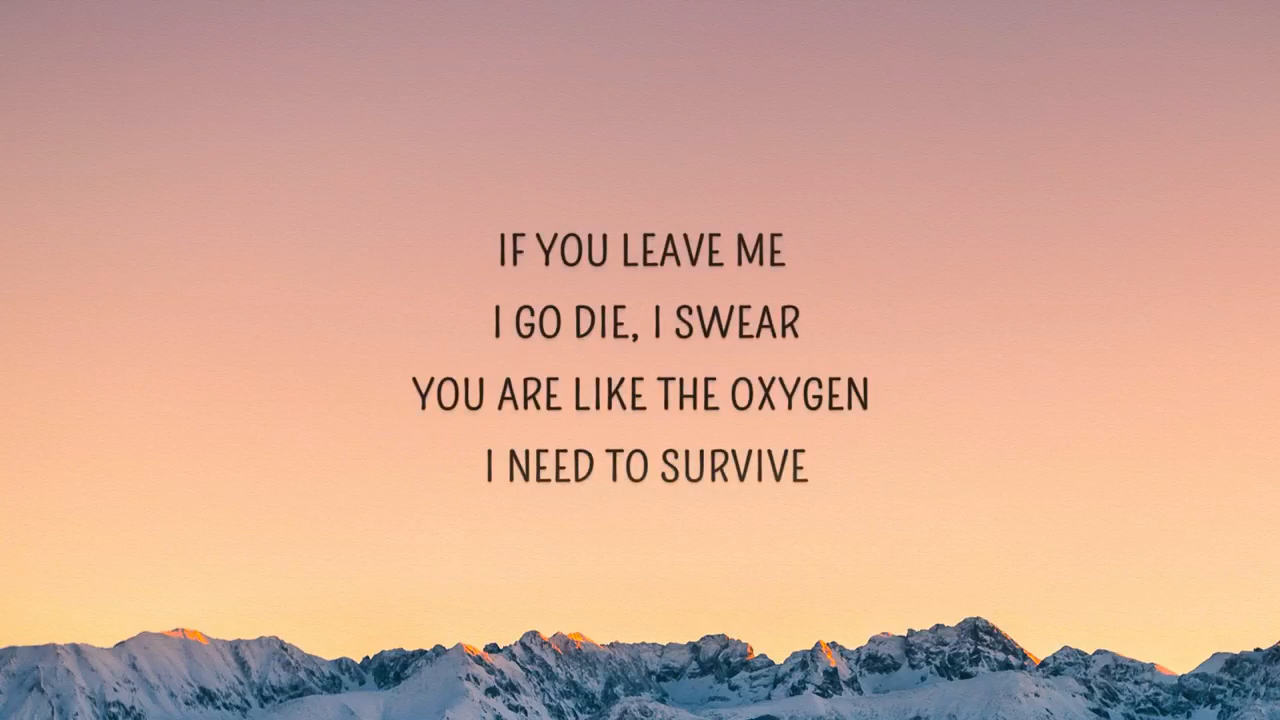 IF YOU LEAVE ME
I GO DIE, I SWEAR
YOU ARE LIKE THE OXYGEN
I NEED TO SURVIVE